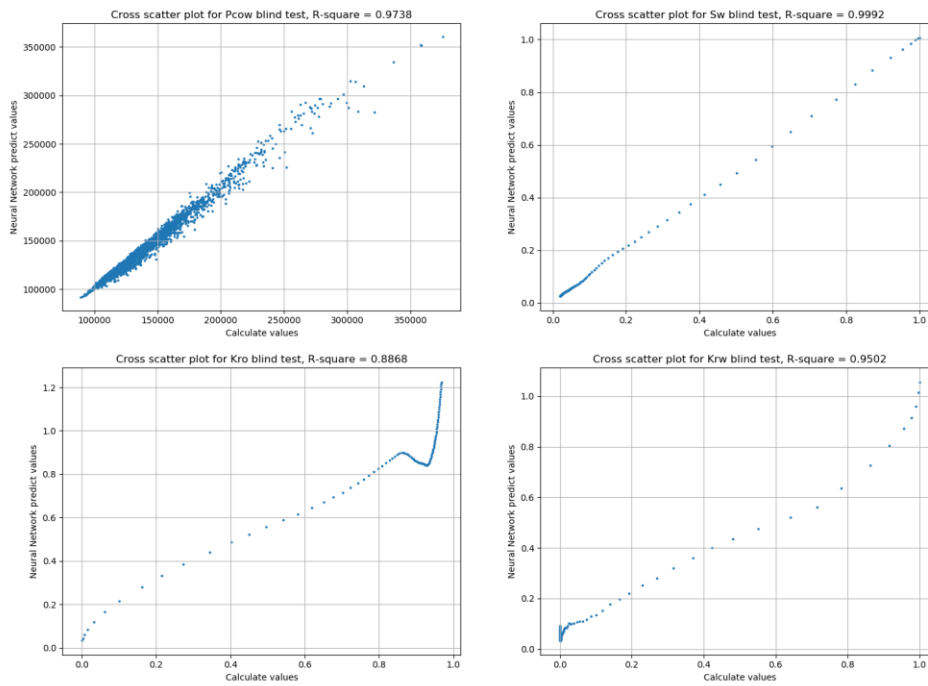 Cross scatter plot for Pcow blind test, R-square = 0.9738
Neural Network predict values
350000
300000
250000
200000
150000
100000
100000 150000 200000 250000 300000 350000
Calculate values
Cross scatter plot for Sw blind test, R-square = 0.9992
Neural Network predict values
1.0
0.8
0.6
0.4
0.2
0.0
0.0 0.2 0.4 0.6 0.8 1.0
Calculate values
Cross scatter plot for Kro blind test, R-square = 0.8868
Neural Network predict values
1.2
1.0
0.8
0.6
0.4
0.2
0.0
0.0 0.2 0.4 0.6 0.8 1.0
Calculate values
Cross scatter plot for Krw blind test, R-square = 0.9502
Neural Network predict values
1.0
0.8
0.6
0.4
0.2
0.0
0.0 0.2 0.4 0.6 0.8 1.0
Calculate values